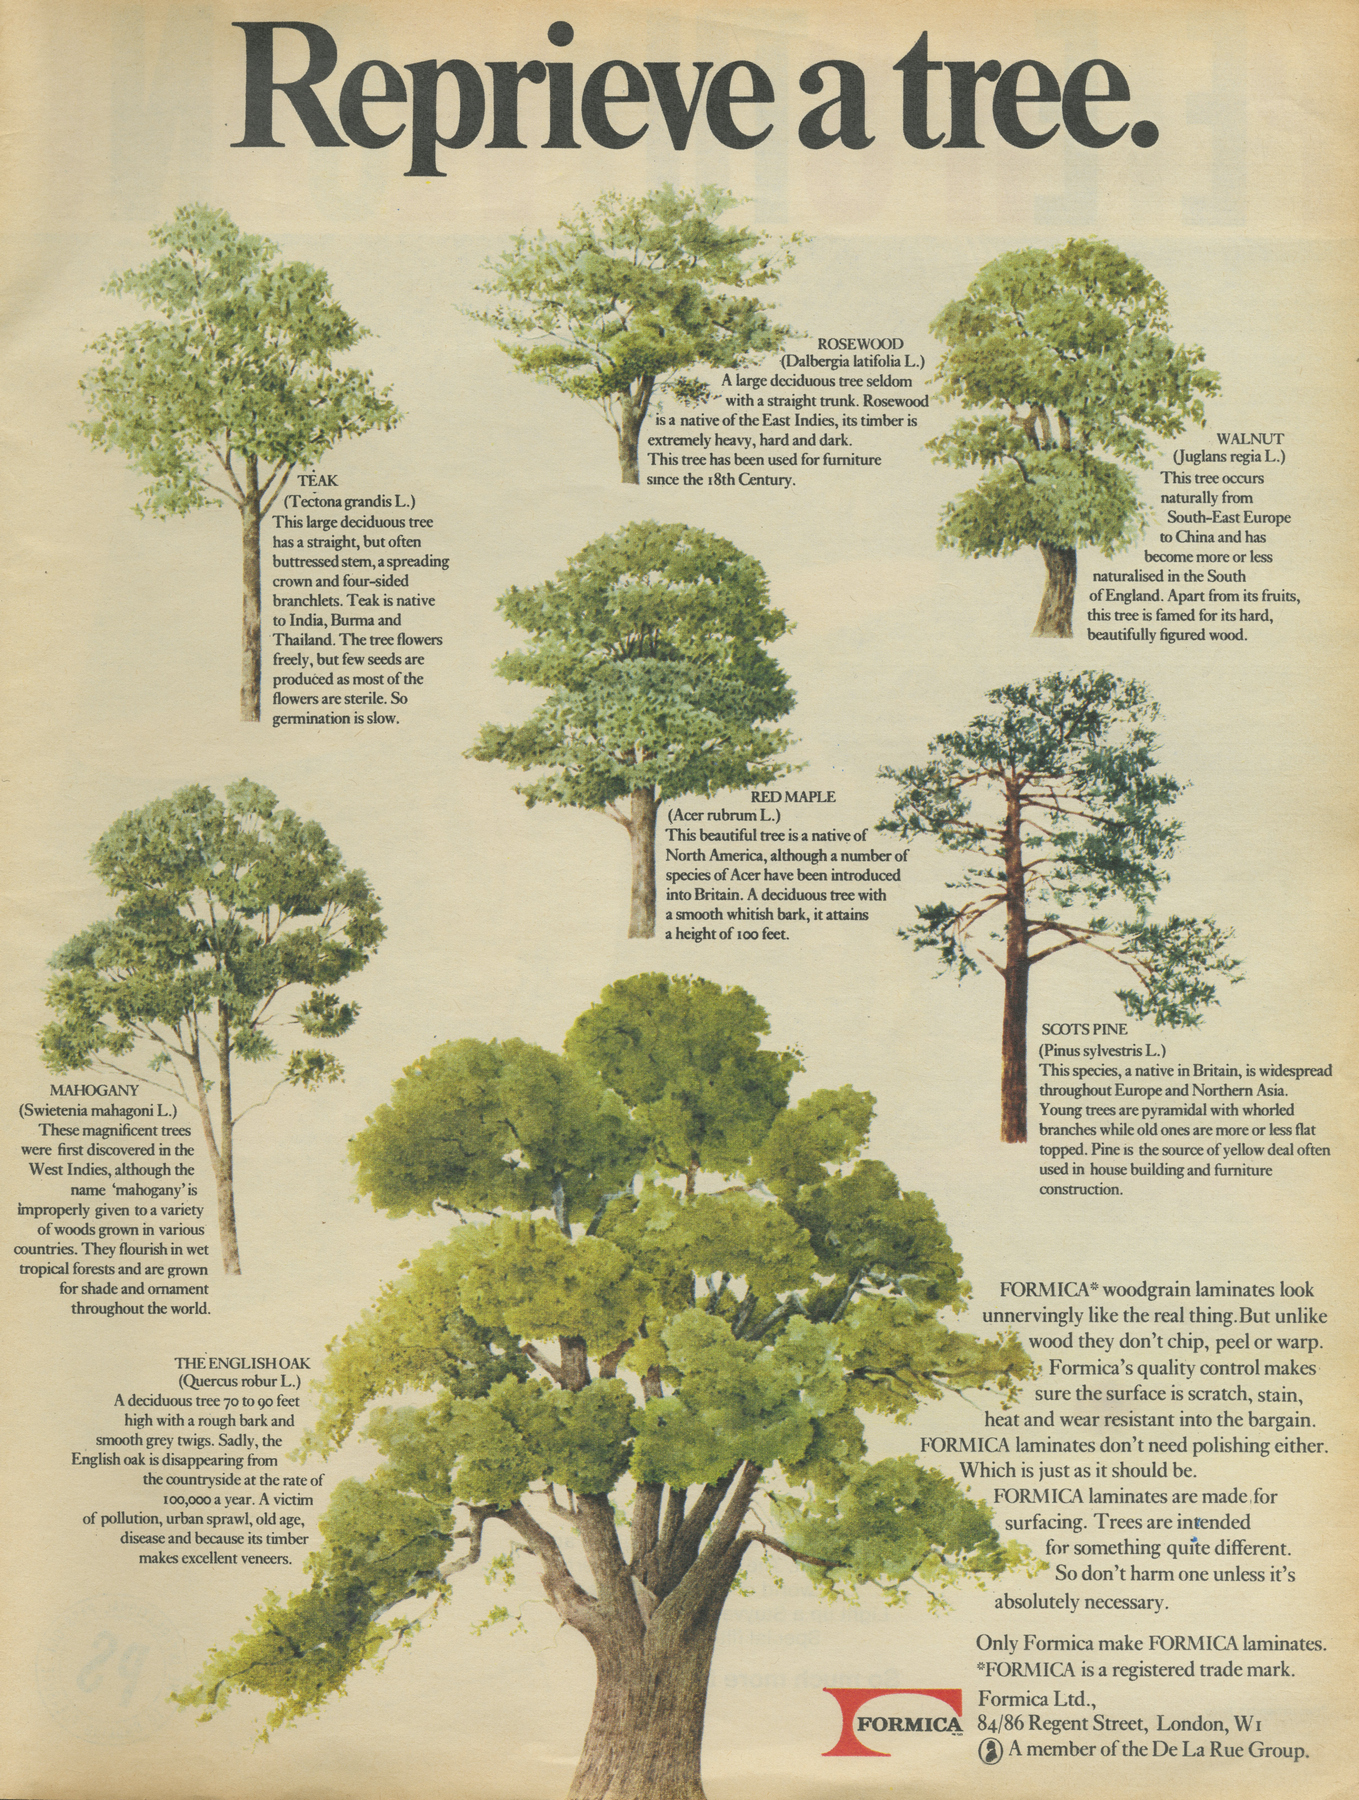 Reprieve a tree.
TEAK
(Tectona grandis L.)
This large deciduous tree
has a straight, but often
buttressed stem, a spreading
crown and four-sided
branchlets. Teak is native
to India, Burma and
Thailand. The tree flowers
freely, but few seeds are
produced as most of the
flowers are sterile. So
germination is slow.
ROSEWOOD
(Dalbergia latifolia L.)
A large deciduous tree seldom
with a straight trunk. Rosewood
is a native of the East Indies, its timber is
extremely heavy, hard and dark.
This tree has been used for furniture
since the 18th Century.
WALNUT
(Juglans regia L.)
This tree occurs
naturally from
South-East Europe
to China and has
become more or less
naturalised in the South
of England. Apart from its fruits,
this tree is famed for its hard,
beautifully figured wood.
RED MAPLE
(Acer rubrum L.)
This beautiful tree is a native of
North America, although a number of
species of Acer have been introduced
into Britain. A deciduous tree with
a smooth whitish bark, it attains
a height of 100 feet.
SCOTS PINE
(Pinus sylvestris L.)
This species, a native in Britain, is widespread
throughout Europe and Northern Asia.
Young trees are pyramidal with whorled
branches while old ones are more or less flat
topped. Pine is the source of yellow deal often
used in house building and furniture
construction.
MAHOGANY
(Swietenia mahagoni L.)
These magnificent trees
were first discovered in the
West Indies, although the
name 'mahogany' is
improperly given to a variety
of woods grown in various
countries. They flourish in wet
tropical forests and are grown
for shade and ornament
throughout the world.
THE ENGLISH OAK
(Quercus robur L.)
A deciduous tree 70 to 90 feet
high with a rough bark and
smooth grey twigs. Sadly, the
English oak is disappearing from
the countryside at the rate of
100,000 a year. A victim
of pollution, urban sprawl, old age,
disease and because its timber
makes excellent veneers.
FORMICA* woodgrain laminates look
unnervingly like the real thing. But unlike
wood they don't chip, peel or warp.
Formica's quality control makes
sure the surface is scratch, stain,
heat and wear resistant into the bargain.
FORMICA laminates don't need polishing either.
Which is just as it should be.
FORMICA laminates are made for
surfacing. Trees are intended
for something quite different.
So don't harm one unless it's
absolutely necessary.
Only Formica make FORMICA laminates.
*FORMICA is a registered trade mark.
Formica Ltd.,
84/86 Regent Street, London, W1
A member of the De La Rue Group.
FORMICA
89